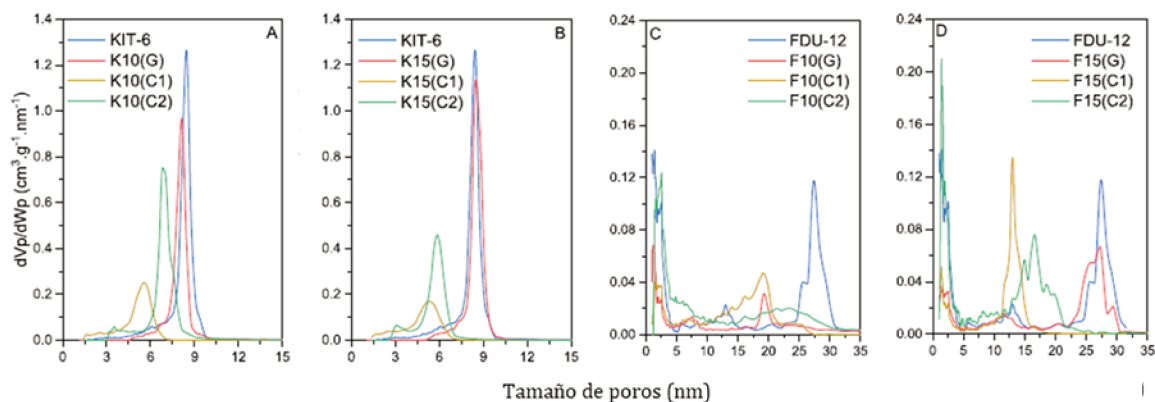 A
KIT-6
K10(G)
K10(C1)
K10(C2)
B
KIT-6
K15(G)
K15(C1)
K15(C2)
C
FDU-12
F10(G)
F10(C1)
F10(C2)
D
FDU-12
F15(G)
F15(C1)
F15(C2)
dVp/dWp (cm³.g⁻¹.nm⁻¹)
1.4
1.2
1.0
0.8
0.6
0.4
0.2
0.0
0 3 6 9 12 15
1.4
1.2
1.0
0.8
0.6
0.4
0.2
0.0
0 3 6 9 12 15
0.24
0.20
0.16
0.12
0.08
0.04
0.00
0 5 10 15 20 25 30 35
0.24
0.20
0.16
0.12
0.08
0.04
0.00
0 5 10 15 20 25 30 35
Tamaño de poros (nm)